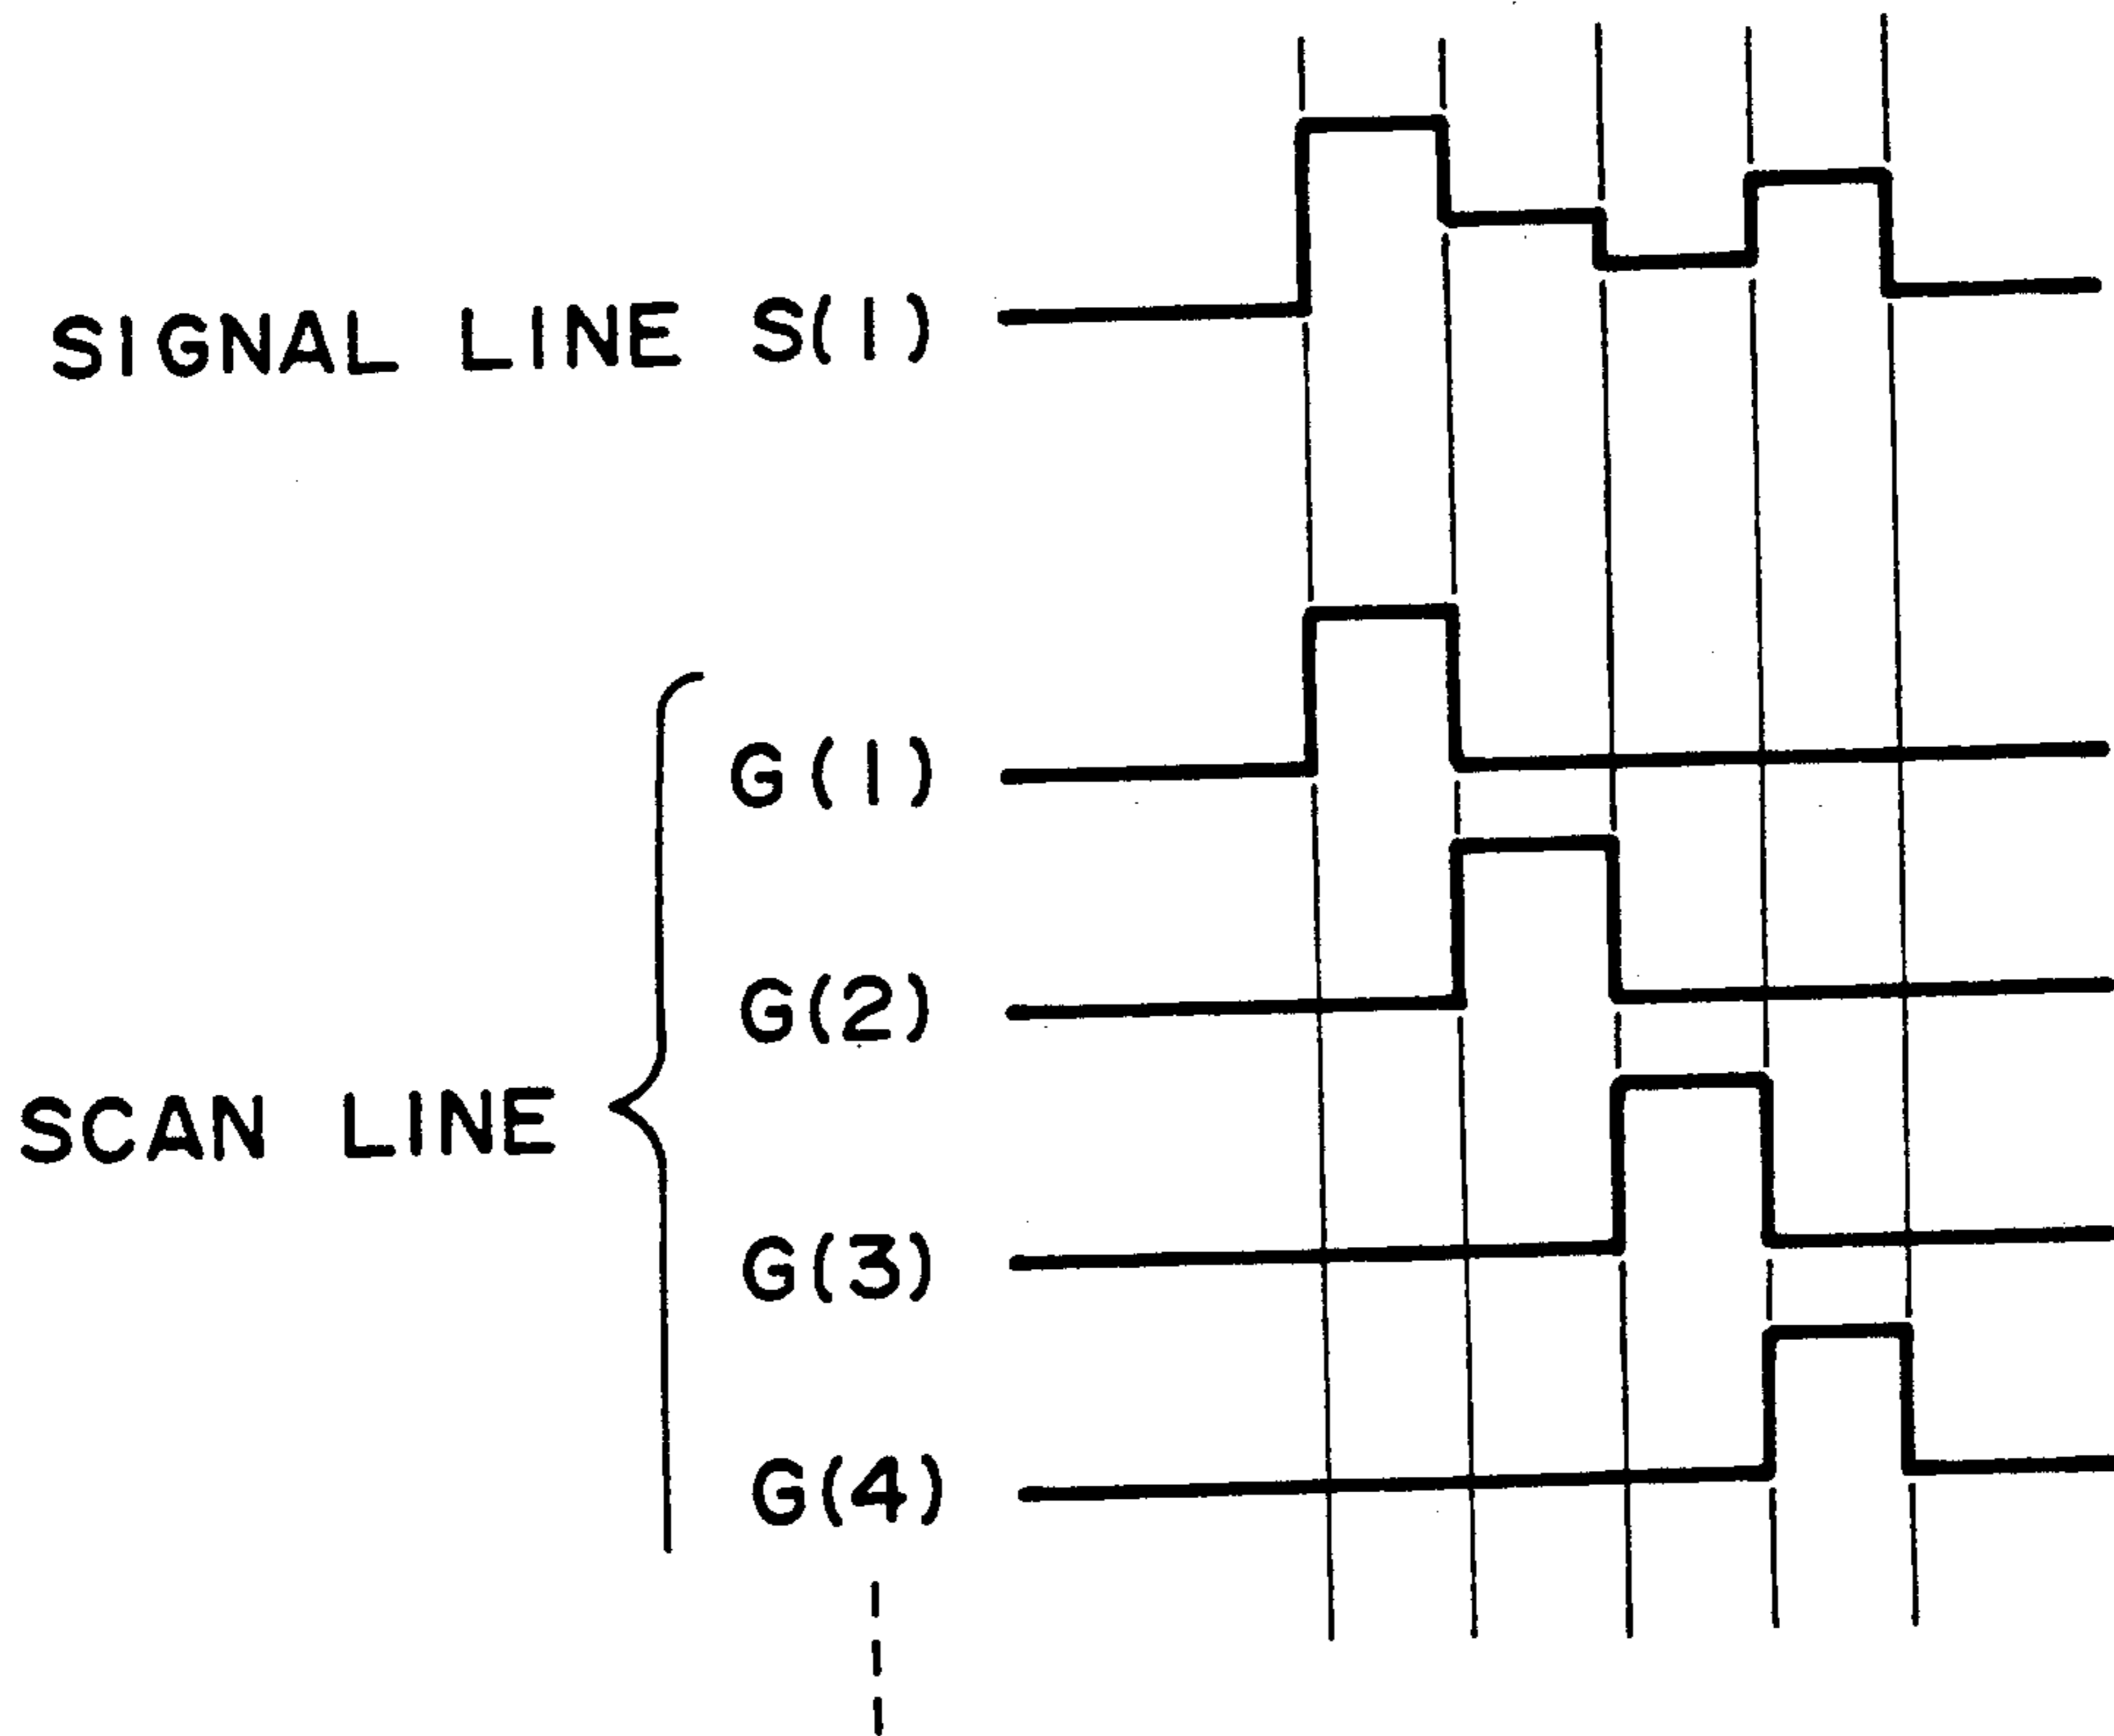 SIGNAL LINE S(1)
G(1)
G(2)
SCAN LINE
G(3)
G(4)